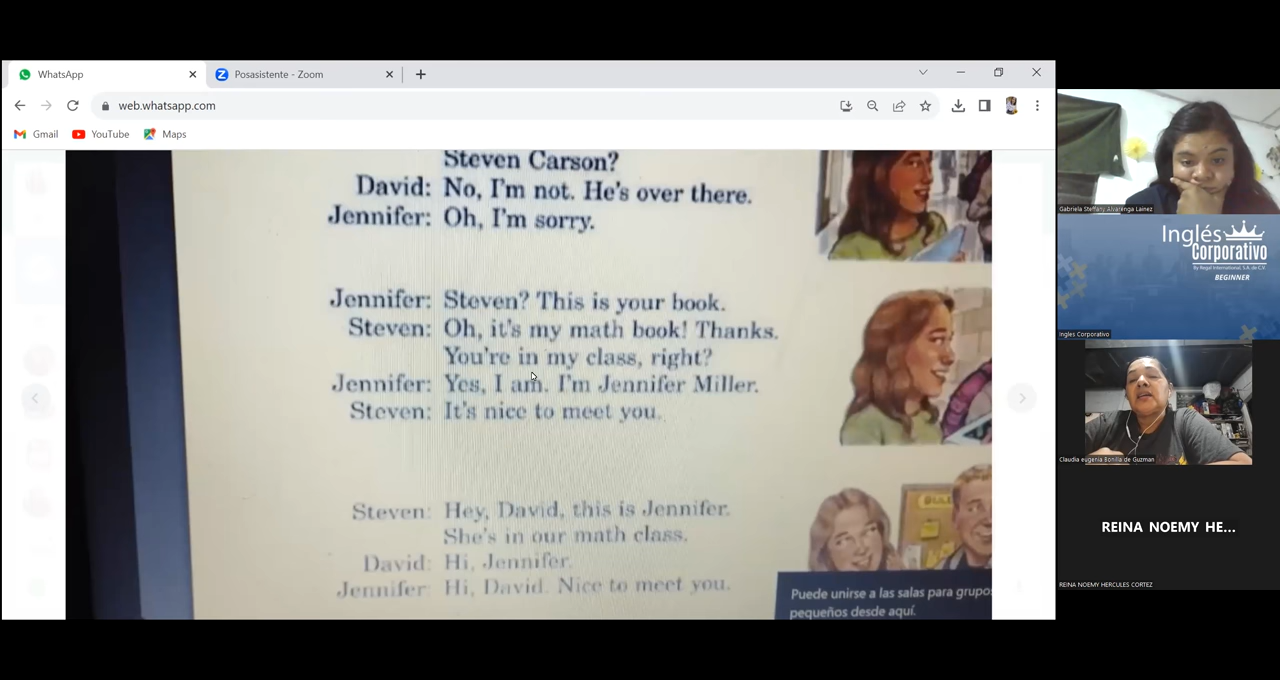 WhatsApp
Posasistente - Zoom
web.whatsapp.com
Gmail
YouTube
Maps
Steven Carson?
David: No, I'm not. He's over there.
Jennifer: Oh, I'm sorry.
Jennifer: Steven? This is your book.
Steven: Oh, it's my math book! Thanks.
You're in my class, right?
Jennifer: Yes, I am. I'm Jennifer Miller.
Steven: It's nice to meet you.
Steven: Hey, David, this is Jennifer.
She's in our math class.
David: Hi, Jennifer.
Jennifer: Hi, David. Nice to meet you.
Puede unirse a las salas para grupos
pequeños desde aquí.
Gabriela Steffany Alvarenga Lainez
Inglés
Corporativo
by Regal International, S.A. de C.V.
BEGINNER
Ingles Corporativo
Claudia eugenia Bonilla de Guzman
REINA NOEMY HE...
REINA NOEMY HERCULES CORTEZ